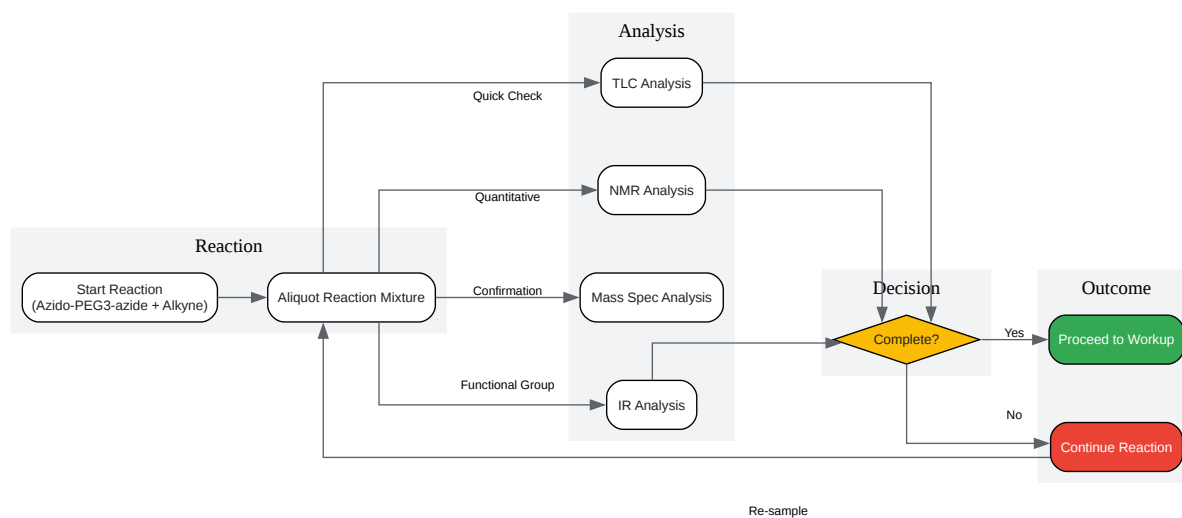 Analysis
TLC Analysis
Quick Check
NMR Analysis
Quantitative
Reaction
Start Reaction
(Azido-PEG3-azide + Alkyne)
Aliquot Reaction Mixture
Confirmation
Mass Spec Analysis
Decision
Complete?
Outcome
Yes
Proceed to Workup
Functional Group
IR Analysis
No
Continue Reaction
Re-sample